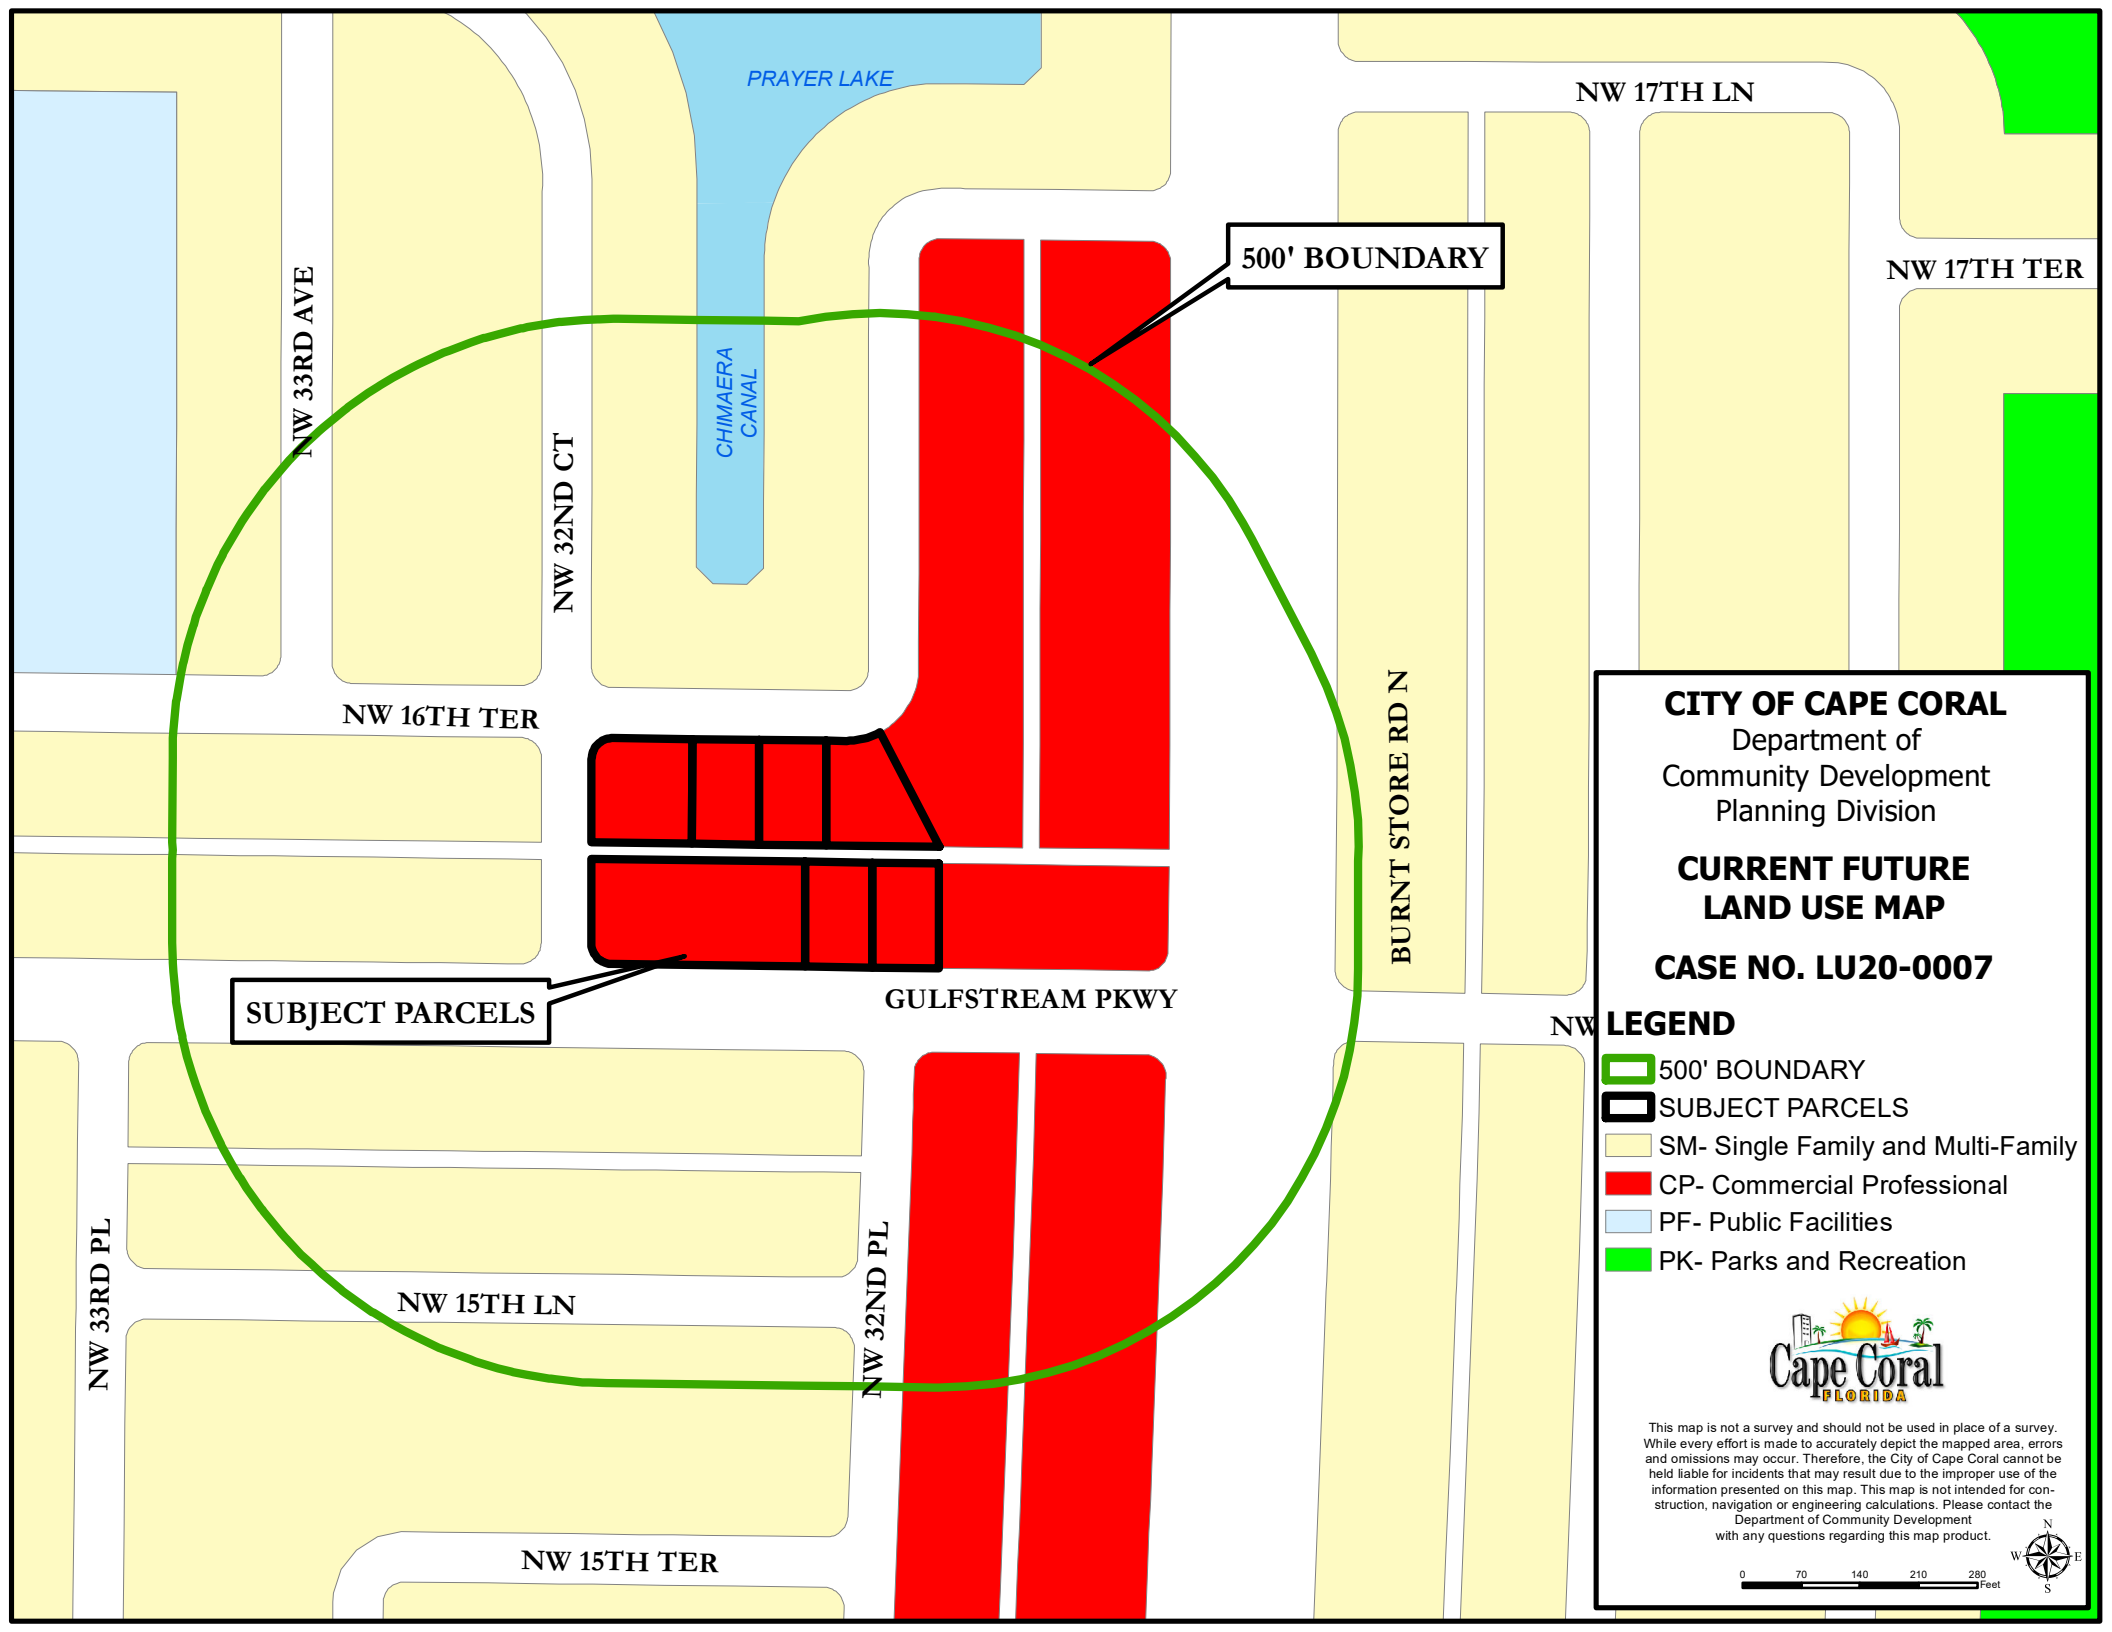 PRAYER LAKE
NW 17TH LN
500' BOUNDARY
NW 17TH TER
NW 33RD AVE
CHIMAERA
CANAL
NW 32ND CT
NW 16TH TER
BURNT STORE RD N
SUBJECT PARCELS
GULFSTREAM PKWY
NW
NW 33RD PL
NW 15TH LN
NW 32ND PL
NW 15TH TER
CITY OF CAPE CORAL
Department of
Community Development
Planning Division
CURRENT FUTURE
LAND USE MAP
CASE NO. LU20-0007
LEGEND
500' BOUNDARY
SUBJECT PARCELS
SM- Single Family and Multi-Family
CP- Commercial Professional
PF- Public Facilities
PK- Parks and Recreation
Cape Coral
FLORIDA
This map is not a survey and should not be used in place of a survey.
While every effort is made to accurately depict the mapped area, errors
and omissions may occur. Therefore, the City of Cape Coral cannot be
held liable for incidents that may result due to the improper use of the
information presented on this map. This map is not intended for con-
struction, navigation or engineering calculations. Please contact the
Department of Community Development
with any questions regarding this map product.
N
W E
S
0 70 140 210 280
Feet